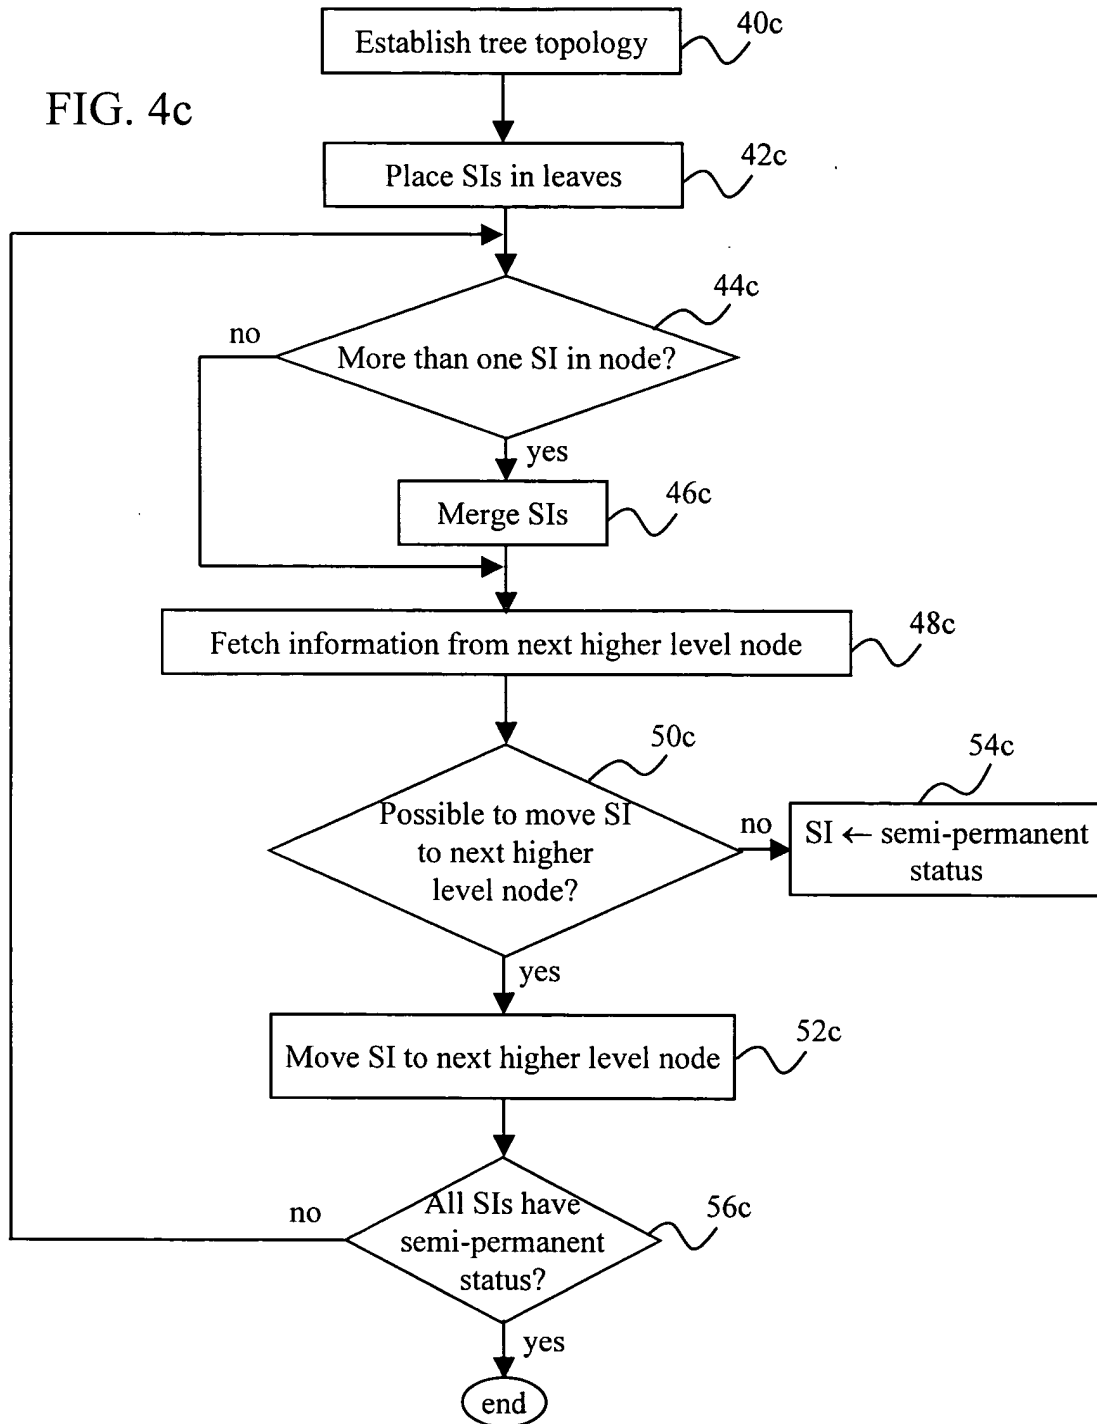 Establish tree topology
40c
FIG. 4c
Place SIs in leaves
42c
44c
no
More than one SI in node?
yes
46c
Merge SIs
Fetch information from next higher level node
48c
50c
54c
Possible to move SI
to next higher
level node?
no
SI ← semi-permanent
status
yes
52c
Move SI to next higher level node
no
All SIs have
semi-permanent
status?
56c
yes
end